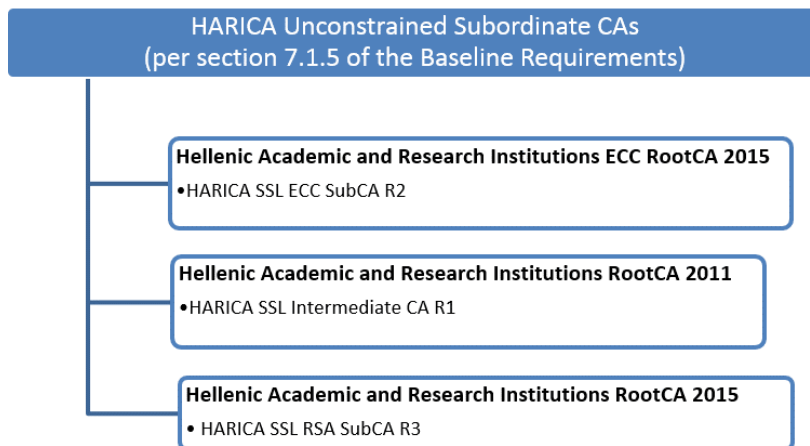 HARICA Unconstrained Subordinate CAs
(per section 7.1.5 of the Baseline Requirements)
Hellenic Academic and Research Institutions ECC RootCA 2015
•HARICA SSL ECC SubCA R2
Hellenic Academic and Research Institutions RootCA 2011
•HARICA SSL Intermediate CA R1
Hellenic Academic and Research Institutions RootCA 2015
• HARICA SSL RSA SubCA R3